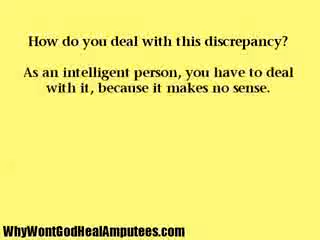 How do you deal with this discrepancy?
As an intelligent person, you have to deal
with it, because it makes no sense.
WhyWontGodHealAmputees.com